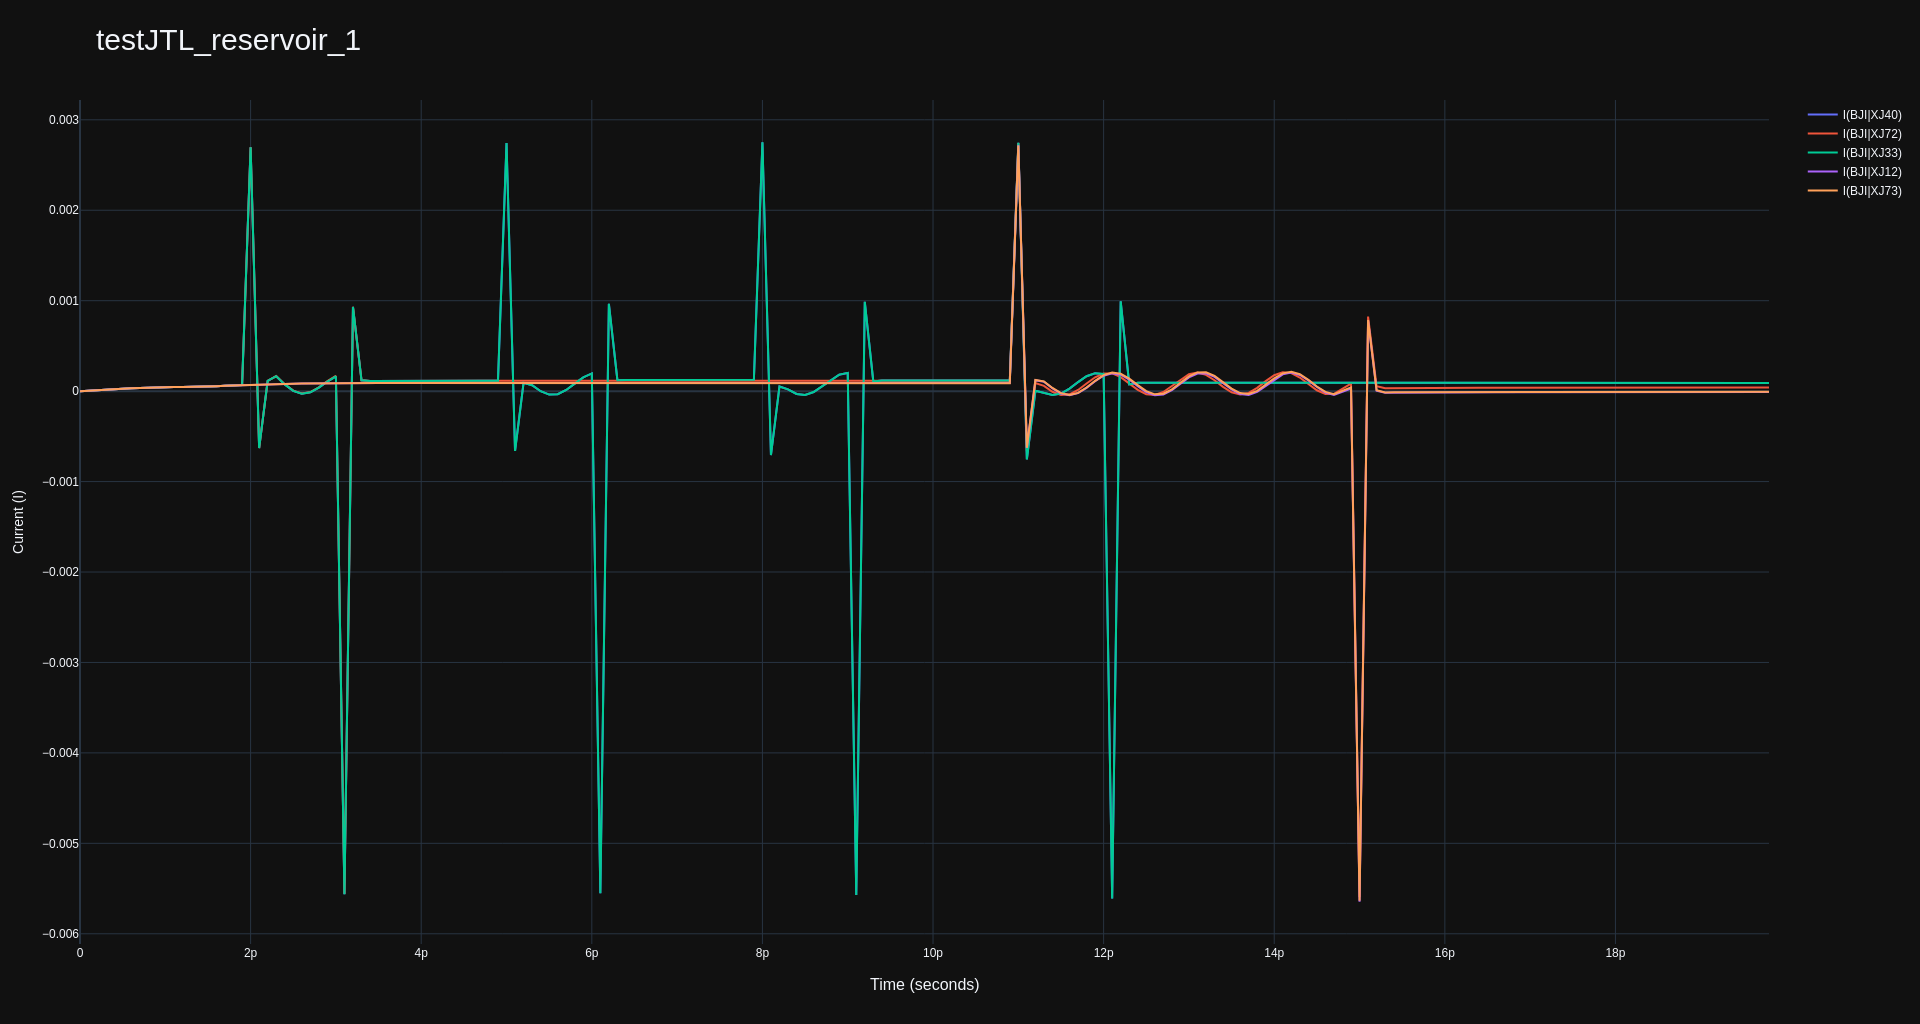 testJTL_reservoir_1
0.003
0.002
0.001
0
−0.001
−0.002
−0.003
−0.004
−0.005
−0.006
Current (I)
0 2p 4p 6p 8p 10p 12p 14p 16p 18p
Time (seconds)
I(BJI|XJ40)
I(BJI|XJ72)
I(BJI|XJ33)
I(BJI|XJ12)
I(BJI|XJ73)